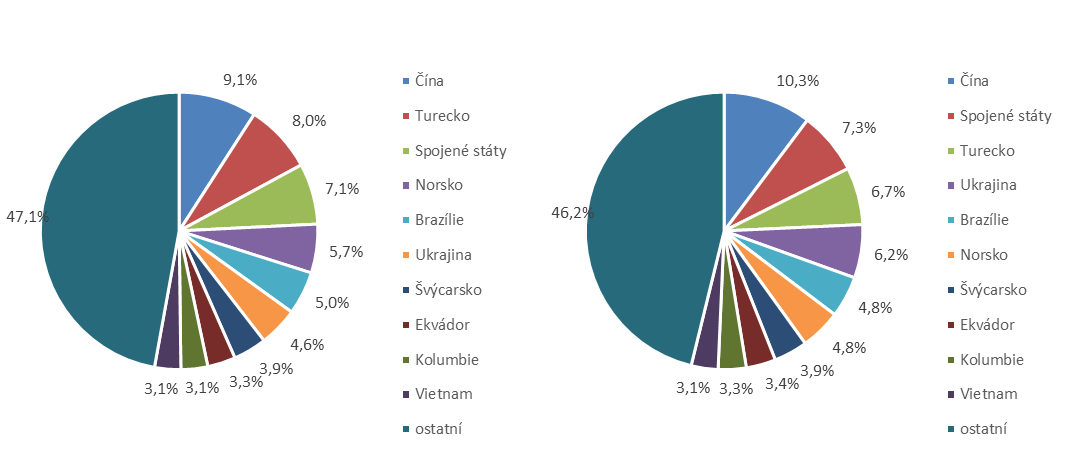 9,1%
8,0%
7,1%
5,7%
5,0%
4,6%
3,9%
3,3%
3,1%
3,1%
47,1%
Čína
Turecko
Spojené státy
Norsko
Brazílie
Ukrajina
Švýcarsko
Ekvádor
Kolumbie
Vietnam
ostatní
10,3%
7,3%
6,7%
6,2%
4,8%
4,8%
3,9%
3,4%
3,3%
3,1%
46,2%
Čína
Spojené státy
Turecko
Ukrajina
Brazílie
Norsko
Švýcarsko
Ekvádor
Kolumbie
Vietnam
ostatní